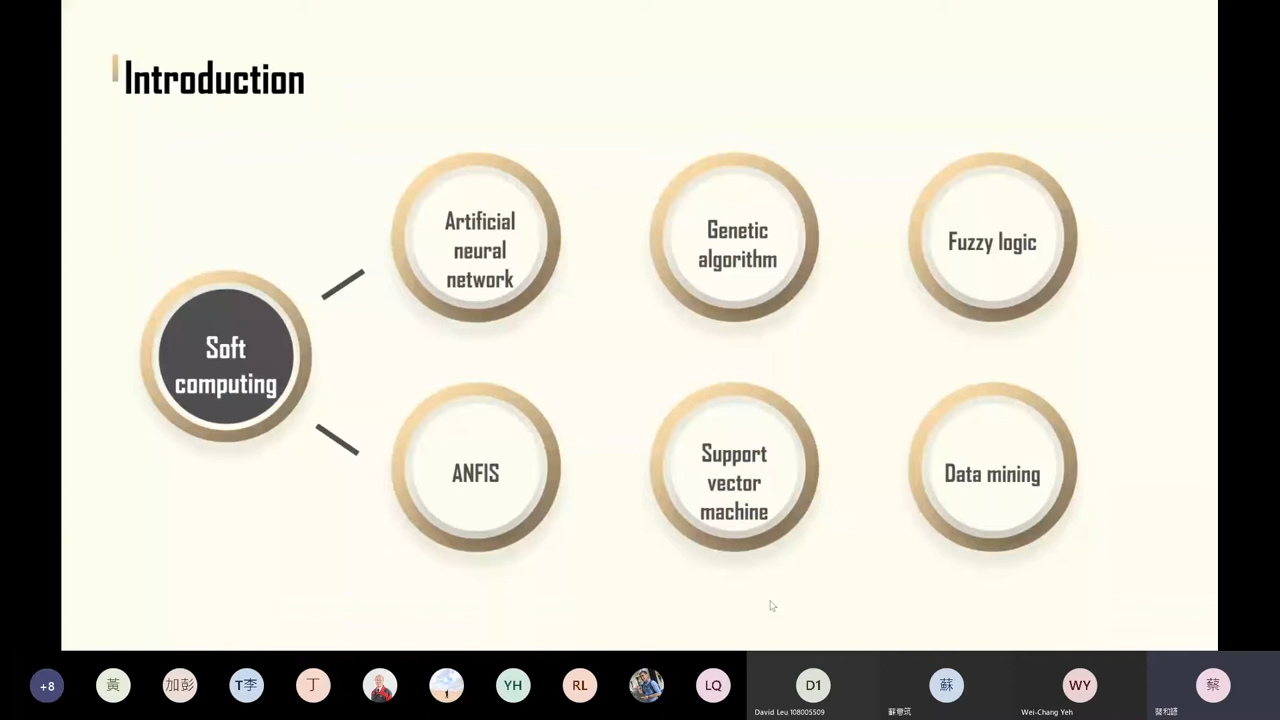 Introduction
Artificial
neural
network
Genetic
algorithm
Fuzzy logic
Soft
computing
ANFIS
Support
vector
machine
Data mining
+8
黃
加彭
T李
丁
YH
RL
LQ
D1
蘇
WY
蔡
David Leu 108005509
Wei-Chang Yeh